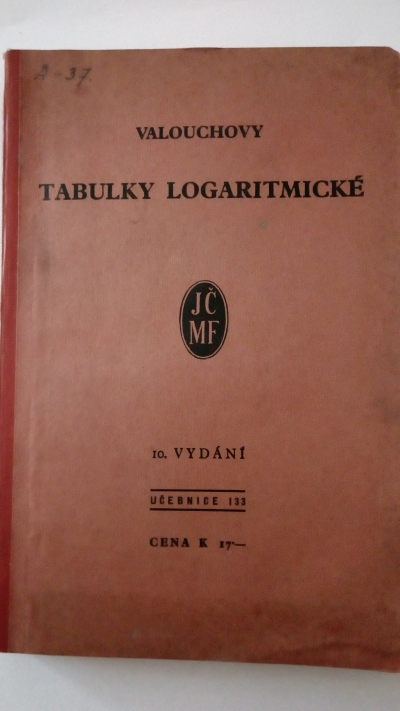 2-37.
VALOUCHOVY
TABULKY LOGARITMICKÉ
JČ
MF
10. VYDÁNÍ
UČEBNICE 133
CENA K 17·—